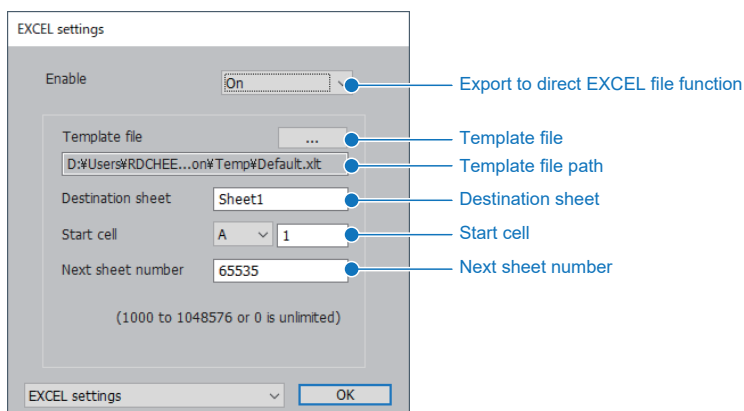 EXCEL settings
Enable On Export to direct EXCEL file function
Template file ... Template file
D:¥Users¥RDCHEE...on¥Temp¥Default.xlt Template file path
Destination sheet Sheet1 Destination sheet
Start cell A 1 Start cell
Next sheet number 65535 Next sheet number
(1000 to 1048576 or 0 is unlimited)
EXCEL settings OK